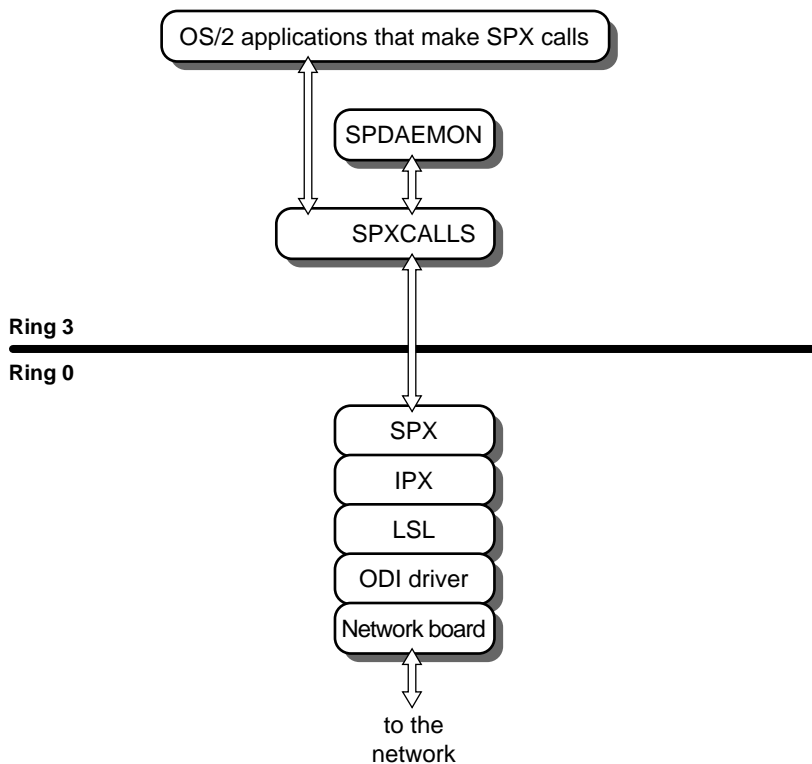 OS/2 applications that make SPX calls
SPDAEMON
SPXCALLS
Ring 3
Ring 0
SPX
IPX
LSL
ODI driver
Network board
to the
network